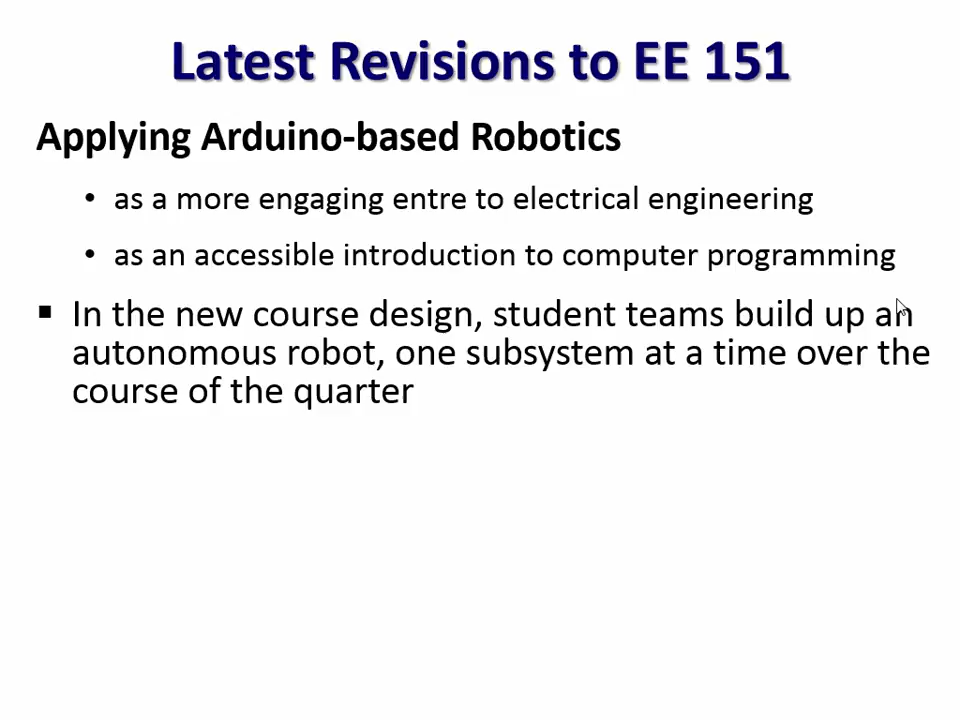 Latest Revisions to EE 151
Applying Arduino-based Robotics
• as a more engaging entre to electrical engineering
• as an accessible introduction to computer programming
▪ In the new course design, student teams build up an
autonomous robot, one subsystem at a time over the
course of the quarter